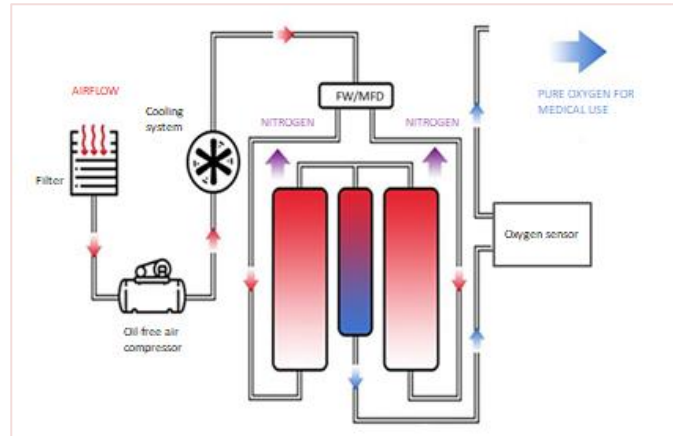 AIRFLOW
Cooling
system
FW/MFD
PURE OXYGEN FOR
MEDICAL USE
NITROGEN
NITROGEN
Filter
Oxygen sensor
Oil free air
compressor